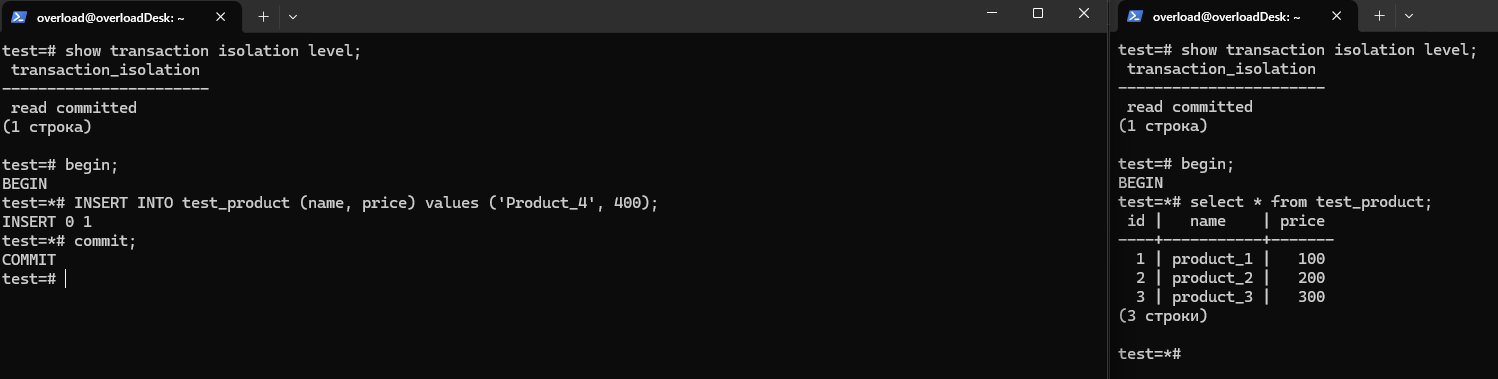 overload@overloadDesk: ~
test=# show transaction isolation level;
transaction_isolation
-----------------------
read committed
(1 строка)
test=# begin;
BEGIN
test=*# INSERT INTO test_product (name, price) values ('Product_4', 400);
INSERT 0 1
test=*# commit;
COMMIT
test=#
overload@overloadDesk: ~
test=# show transaction isolation level;
transaction_isolation
-----------------------
read committed
(1 строка)
test=# begin;
BEGIN
test=*# select * from test_product;
id | name | price
----+-----------+-------
1 | product_1 | 100
2 | product_2 | 200
3 | product_3 | 300
(3 строки)
test=*#